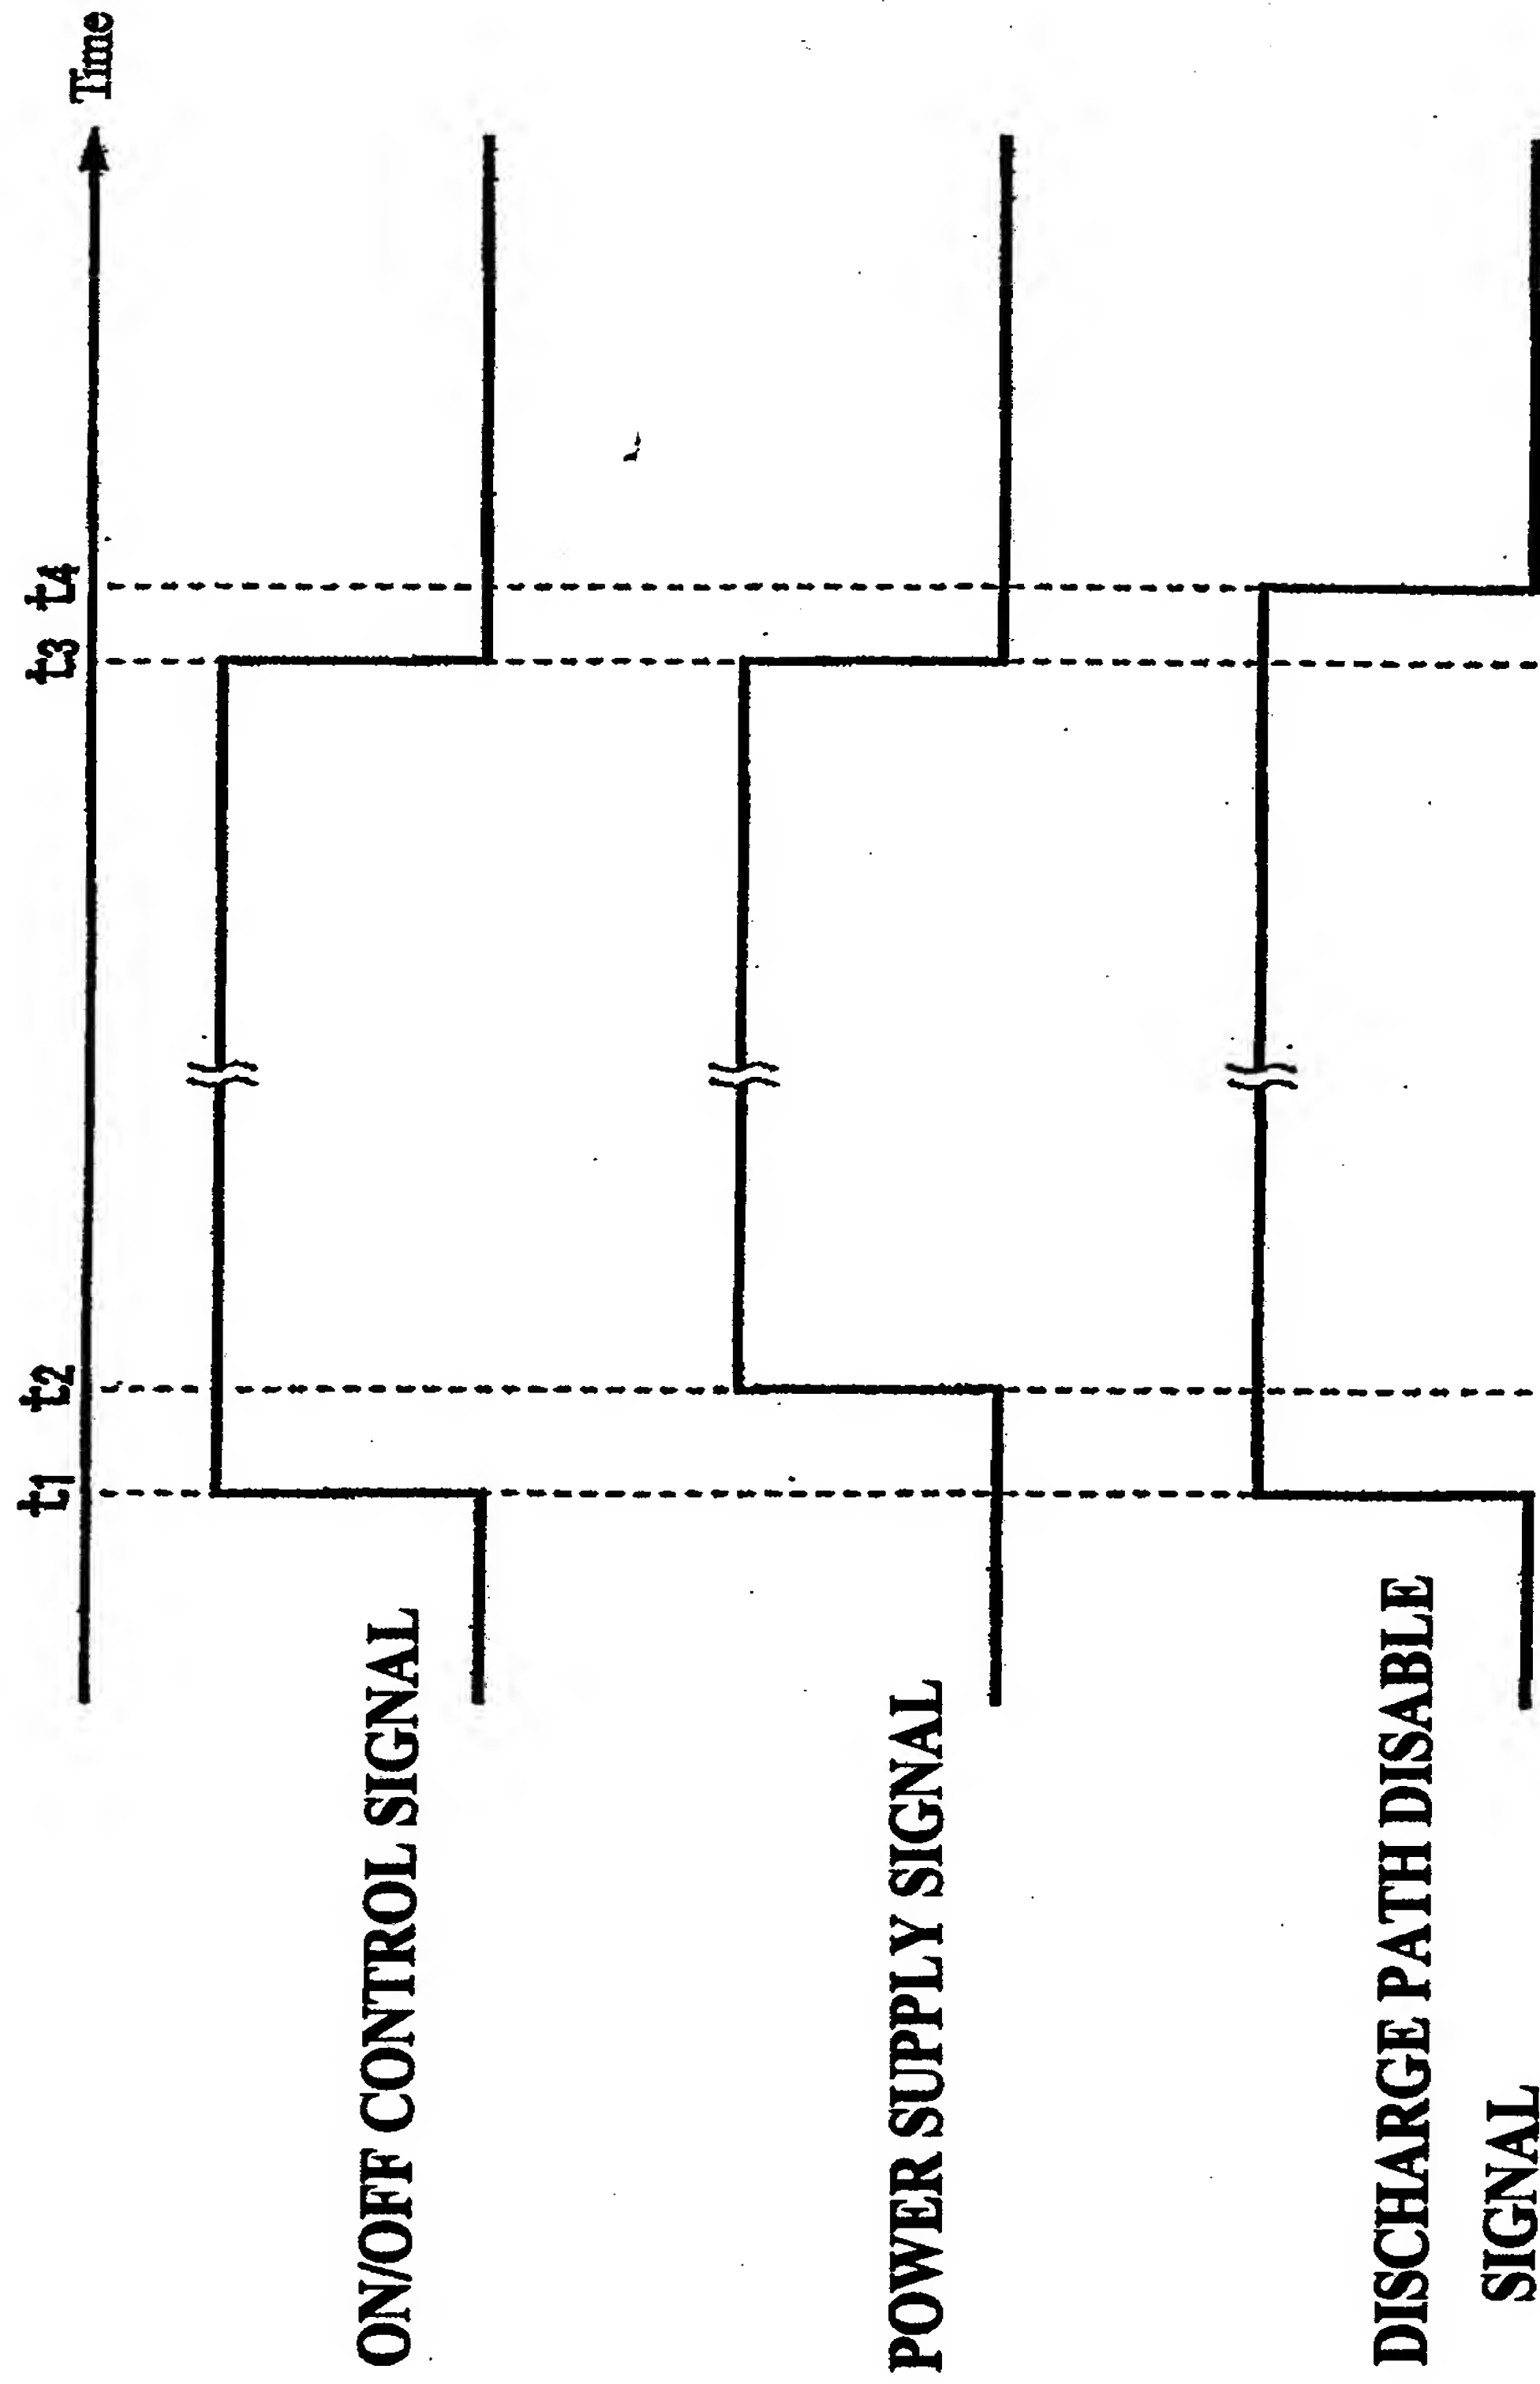 t1 t2 t3 t4 Time
ON/OFF CONTROL SIGNAL
POWER SUPPLY SIGNAL
DISCHARGE PATH DISABLE
SIGNAL